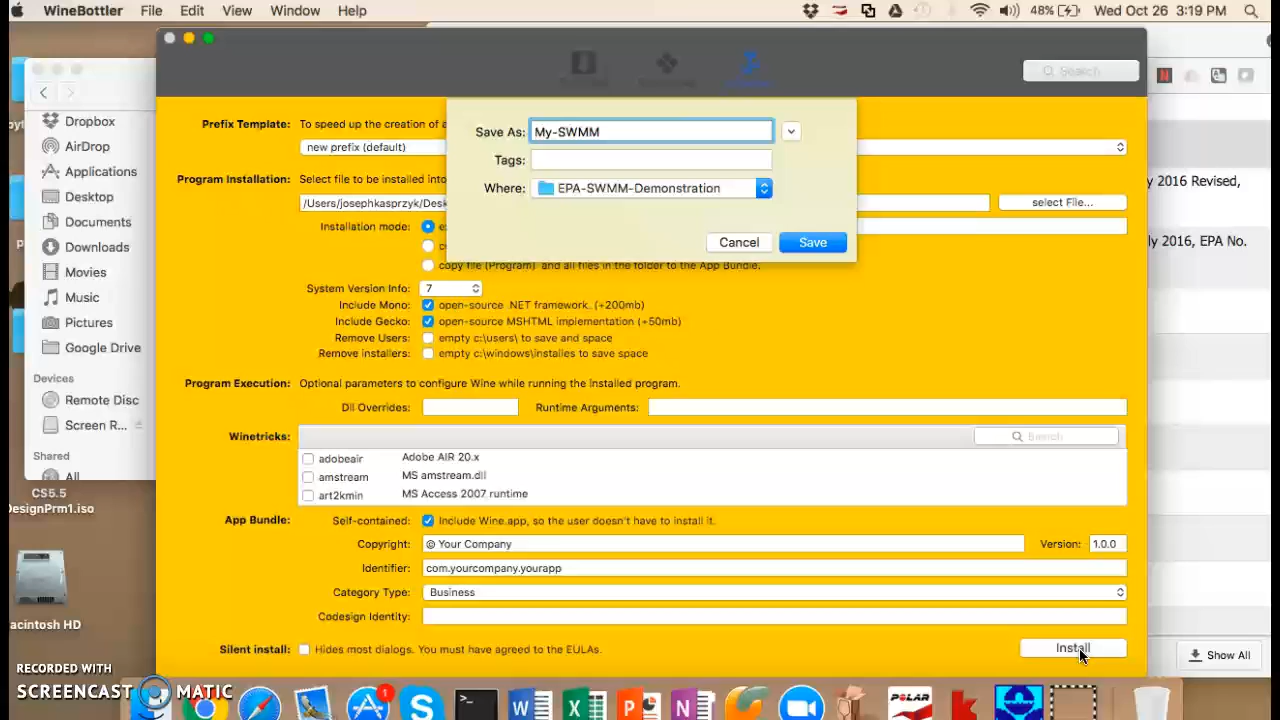 WineBottler File Edit View Window Help 48% Wed Oct 26 3:19 PM
Search
Dropbox
AirDrop
Applications
Desktop
Documents
Downloads
Movies
Music
Pictures
Google Drive
Devices
Remote Disc
Screen R...
Shared
All
CS5.5
DesignPrm1.iso
acintosh HD
RECORDED WITH
SCREENCAST MATIC
Save As: My-SWMM
Tags:
Where: EPA-SWMM-Demonstration
Cancel Save
Prefix Template: To speed up the creation of a
new prefix (default)
Program Installation: Select file to be installed into
/Users/josephkasprzyk/Desk select File...
Installation mode:
copy file (Program) and all files in the folder to the App Bundle.
System Version Info: 7
Include Mono: open-source .NET framework. (+200mb)
Include Gecko: open-source MSHTML implementation (+50mb)
Remove Users: empty c:\users\ to save and space
Remove installers: empty c:\windows\installes to save space
Program Execution: Optional parameters to configure Wine while running the installed program.
Dll Overrides: Runtime Arguments:
Winetricks: Search
adobeair Adobe AIR 20.x
amstream MS amstream.dll
art2kmin MS Access 2007 runtime
App Bundle: Self-contained: Include Wine.app, so the user doesn't have to install it.
Copyright: © Your Company Version: 1.0.0
Identifier: com.yourcompany.yourapp
Category Type: Business
Codesign Identity:
Silent install: Hides most dialogs. You must have agreed to the EULAs.
Install
y 2016 Revised,
ly 2016, EPA No.
Show All
1
POLAR